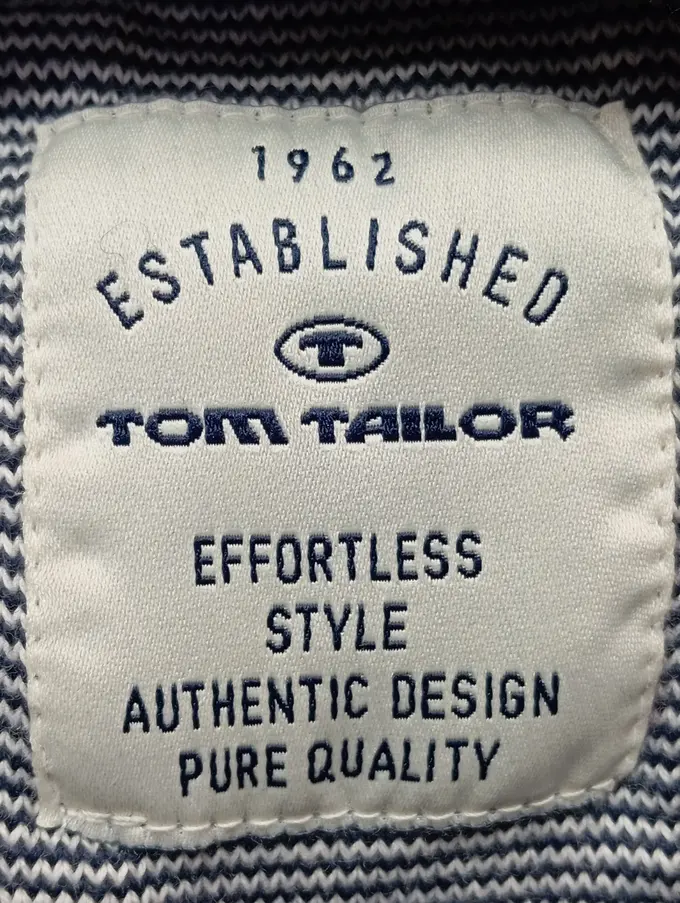 1962
ESTABLISHED
T
TOM TAILOR
EFFORTLESS
STYLE
AUTHENTIC DESIGN
PURE QUALITY